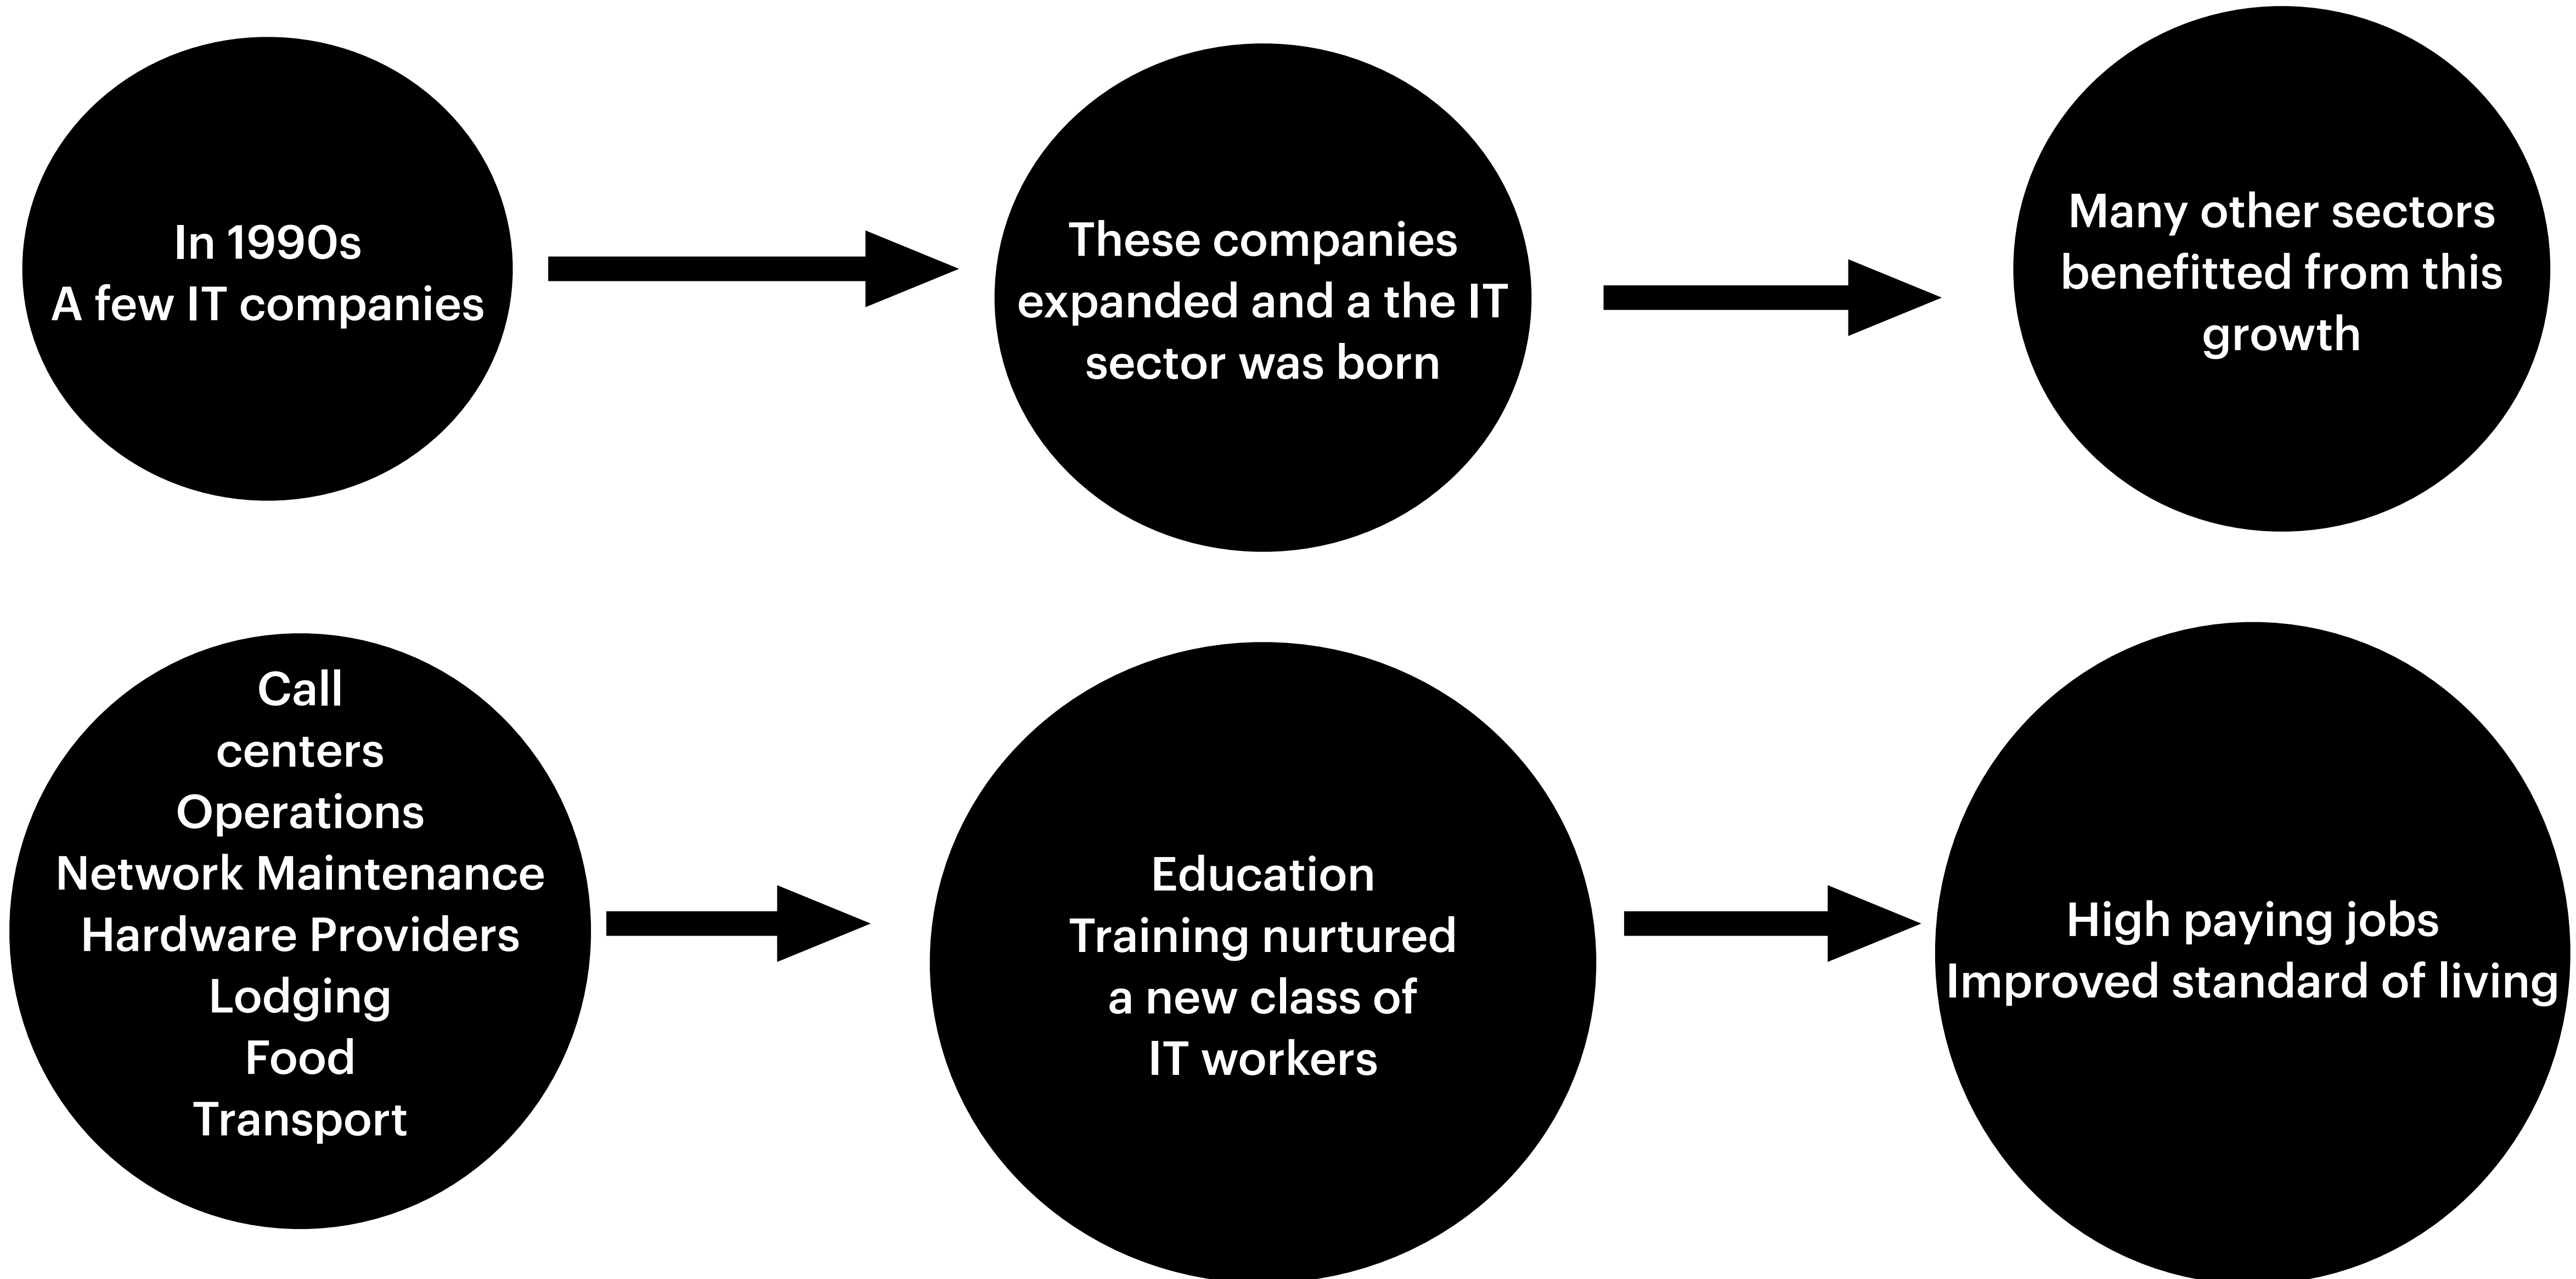 In 1990s
A few IT companies
These companies
expanded and a the IT
sector was born
Many other sectors
benefitted from this
growth
Call
centers
Operations
Network Maintenance
Hardware Providers
Lodging
Food
Transport
Education
Training nurtured
a new class of
IT workers
High paying jobs
Improved standard of living